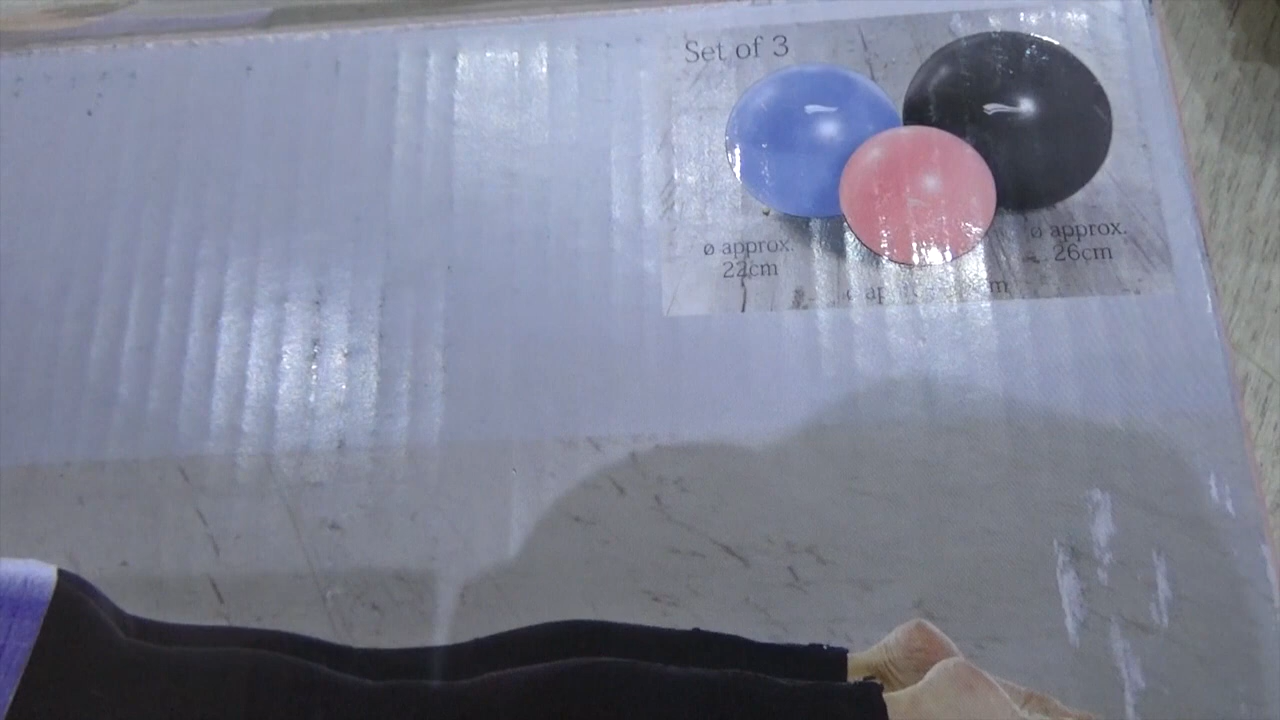 Set of 3
ø approx.
22cm
ø approx.
26cm